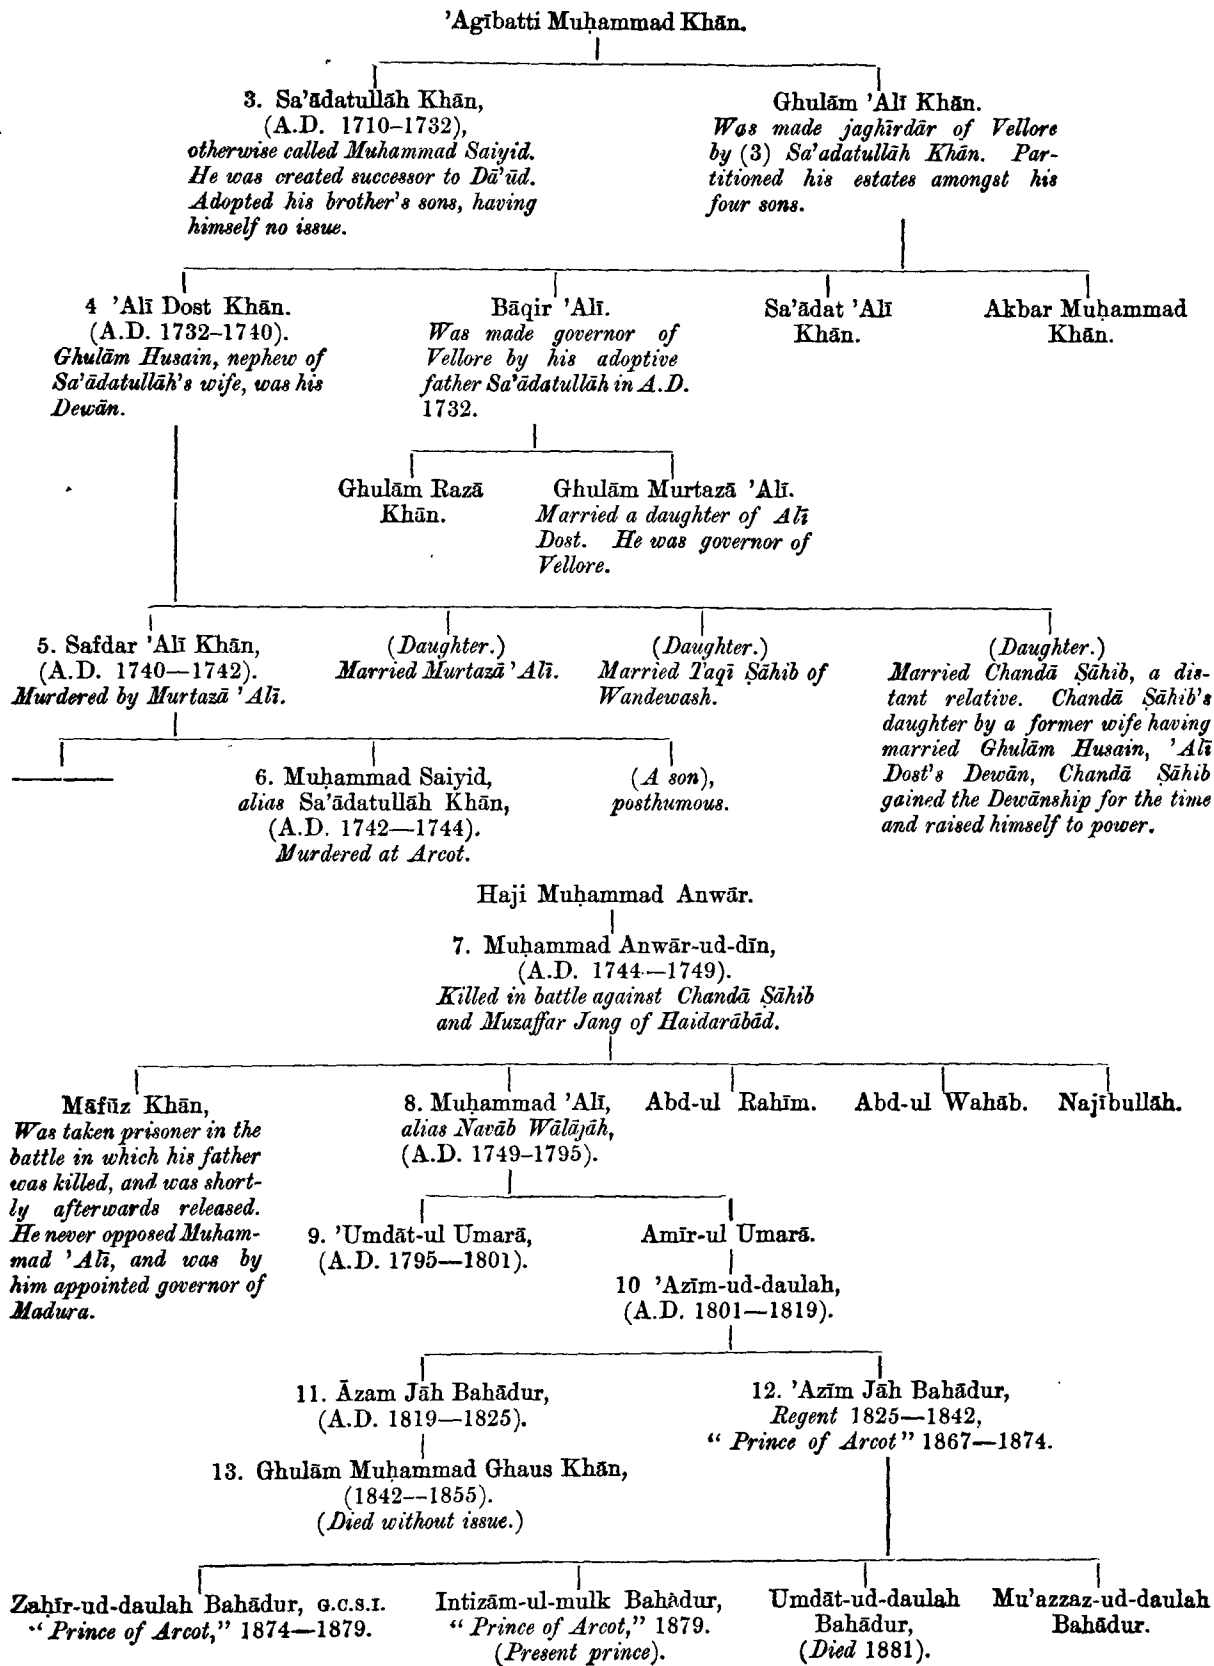 ’Agībatti Muḥammad Khān.
3. Sa’ādatullāh Khān,
(A.D. 1710–1732),
otherwise called Muhammad Saiyid.
He was created successor to Dā’ūd.
Adopted his brother’s sons, having
himself no issue.
Ghulām ’Alī Khān.
Was made jaghīrdār of Vellore
by (3) Sa’adatullāh Khān. Par-
titioned his estates amongst his
four sons.
4 ’Alī Dost Khān.
(A.D. 1732–1740).
Ghulām Husain, nephew of
Sa’ādatullāh’s wife, was his
Dewān.
Bāqir ’Alī.
Was made governor of
Vellore by his adoptive
father Sa’ādatullāh in A.D.
1732.
Sa’ādat ’Alī
Khān.
Akbar Muḥammad
Khān.
Ghulām Razā
Khān.
Ghulām Murtazā ’Alī.
Married a daughter of Alī
Dost. He was governor of
Vellore.
5. Safdar ’Alī Khān,
(A.D. 1740—1742).
Murdered by Murtazā ’Alī.
(Daughter.)
Married Murtazā ’Alī.
(Daughter.)
Married Taqī Ṣāhib of
Wandewash.
(Daughter.)
Married Chandā Ṣāhib, a dis-
tant relative. Chandā Ṣāhib’s
daughter by a former wife having
married Ghulām Husain, ’Alī
Dost’s Dewān, Chandā Ṣāhib
gained the Dewānship for the time
and raised himself to power.
6. Muḥammad Saiyid,
alias Sa’ādatullāh Khān,
(A.D. 1742—1744).
Murdered at Arcot.
(A son),
posthumous.
Haji Muḥammad Anwār.
7. Muḥammad Anwār-ud-dīn,
(A.D. 1744—1749).
Killed in battle against Chandā Ṣāhib
and Muzaffar Jang of Haidarābād.
Māfūz Khān,
Was taken prisoner in the
battle in which his father
was killed, and was short-
ly afterwards released.
He never opposed Muham-
mad ’Alī, and was by
him appointed governor of
Madura.
8. Muḥammad ’Alī,
alias Navāb Wālājāh,
(A.D. 1749–1795).
Abd-ul Rahīm.
Abd-ul Wahāb.
Najībullāh.
9. ’Umdāt-ul Umarā,
(A.D. 1795—1801).
Amīr-ul Umarā.
10 ’Azīm-ud-daulah,
(A.D. 1801—1819).
11. Āzam Jāh Bahādur,
(A.D. 1819—1825).
12. ’Azīm Jāh Bahādur,
Regent 1825—1842,
“ Prince of Arcot” 1867—1874.
13. Ghulām Muḥammad Ghaus Khān,
(1842—1855).
(Died without issue.)
Zaḥīr-ud-daulah Bahādur, G.C.S.I.
“ Prince of Arcot,” 1874—1879.
Intizām-ul-mulk Bahàdur,
“ Prince of Arcot,” 1879.
(Present prince).
Umdāt-ud-daulah
Bahādur,
(Died 1881).
Mu’azzaz-ud-daulah
Bahādur.